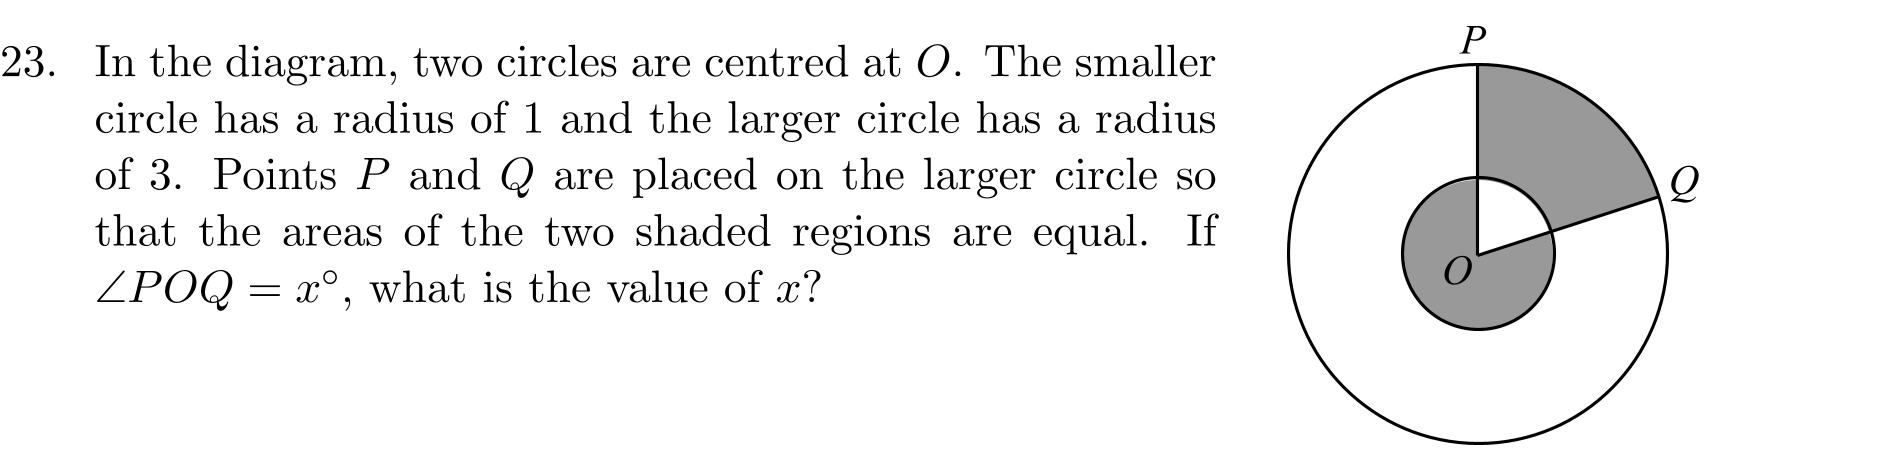 23. In the diagram, two circles are centred at O. The smaller
circle has a radius of 1 and the larger circle has a radius
of 3. Points P and Q are placed on the larger circle so
that the areas of the two shaded regions are equal. If
∠POQ = x°, what is the value of x?
P
Q
O